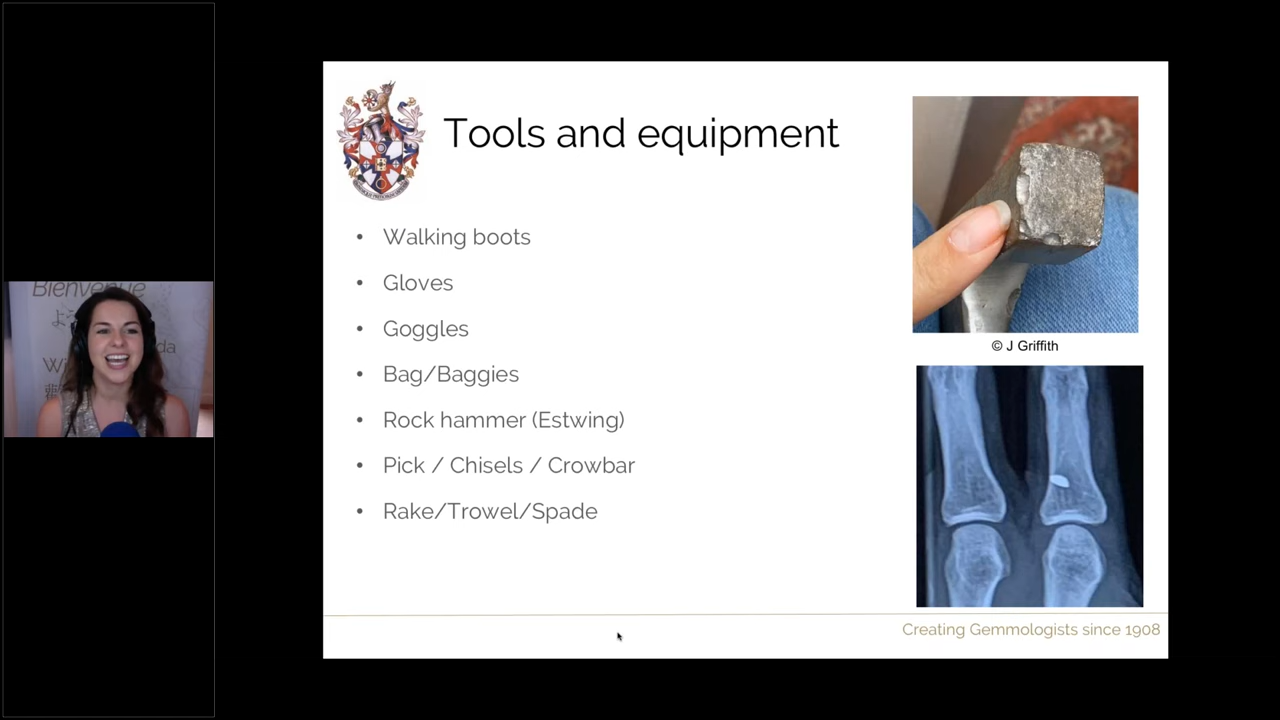 Bienvenue
Tools and equipment
• Walking boots
• Gloves
• Goggles
• Bag/Baggies
• Rock hammer (Estwing)
• Pick / Chisels / Crowbar
• Rake/Trowel/Spade
© J Griffith
Creating Gemmologists since 1908